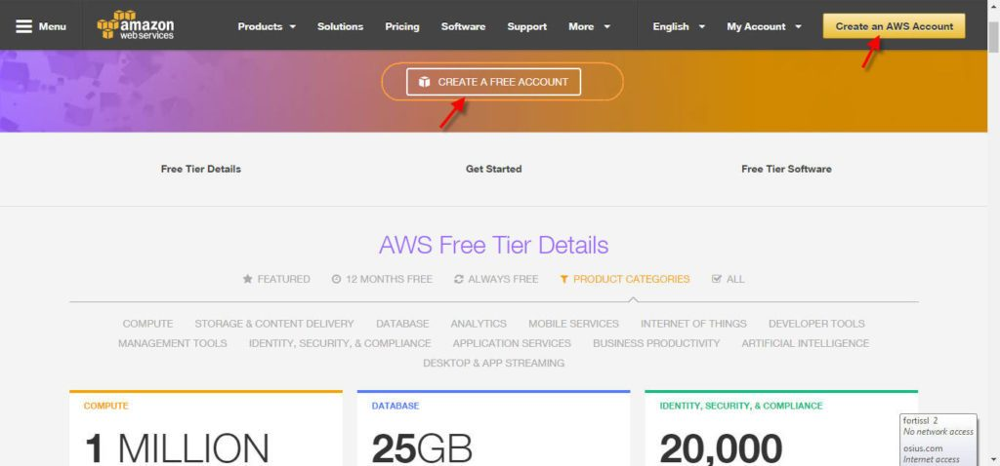 Menu amazon web services Products Solutions Pricing Software Support More English My Account Create an AWS Account
CREATE A FREE ACCOUNT
Free Tier Details Get Started Free Tier Software
AWS Free Tier Details
FEATURED 12 MONTHS FREE ALWAYS FREE PRODUCT CATEGORIES ALL
COMPUTE STORAGE & CONTENT DELIVERY DATABASE ANALYTICS MOBILE SERVICES INTERNET OF THINGS DEVELOPER TOOLS
MANAGEMENT TOOLS IDENTITY, SECURITY, & COMPLIANCE APPLICATION SERVICES BUSINESS PRODUCTIVITY ARTIFICIAL INTELLIGENCE
DESKTOP & APP STREAMING
COMPUTE DATABASE IDENTITY, SECURITY, & COMPLIANCE
1 MILLION 25GB 20,000
fortissl 2
No network access
osius.com
Internet access